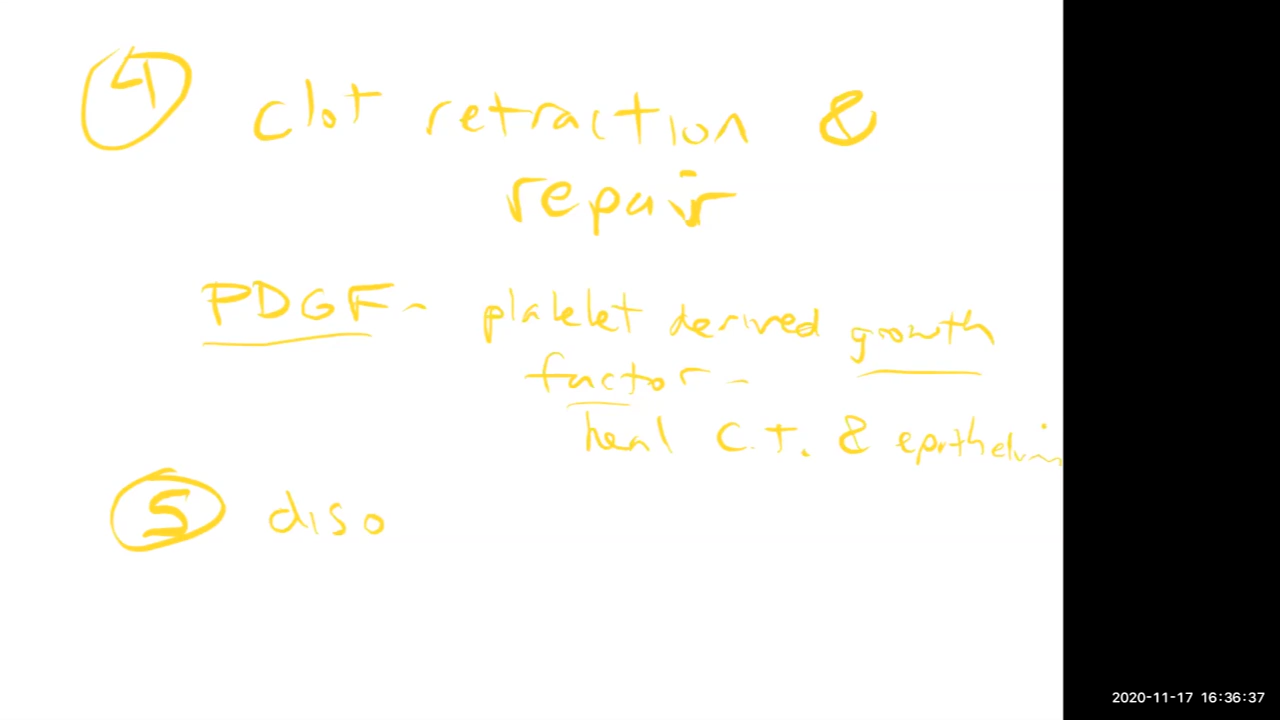 4 clot retraction &
repair
PDGF - platelet derived growth
factor -
heal C.T. & epithelium
5 diso
2020-11-17 16:36:37